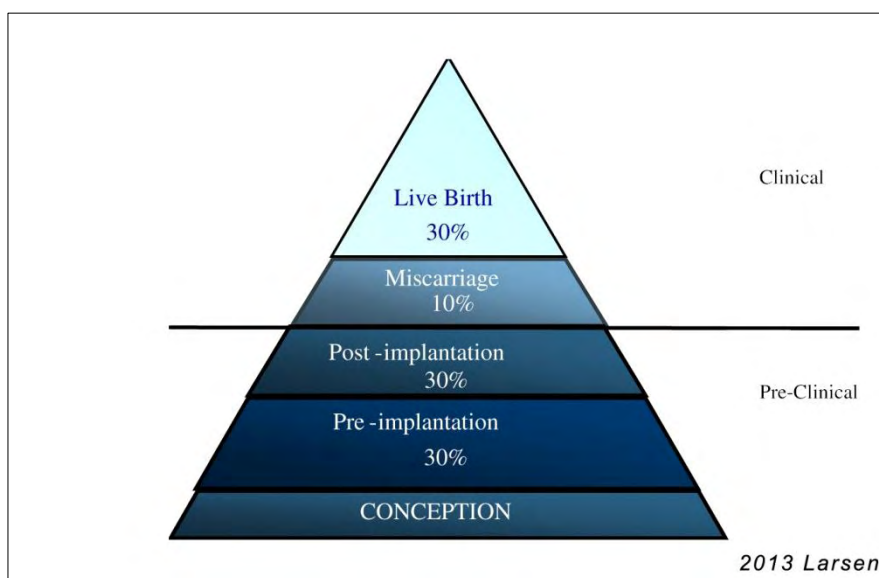 Clinical
Live Birth
30%
Miscarriage
10%
Post -implantation
30%
Pre-Clinical
Pre -implantation
30%
CONCEPTION
2013 Larsen